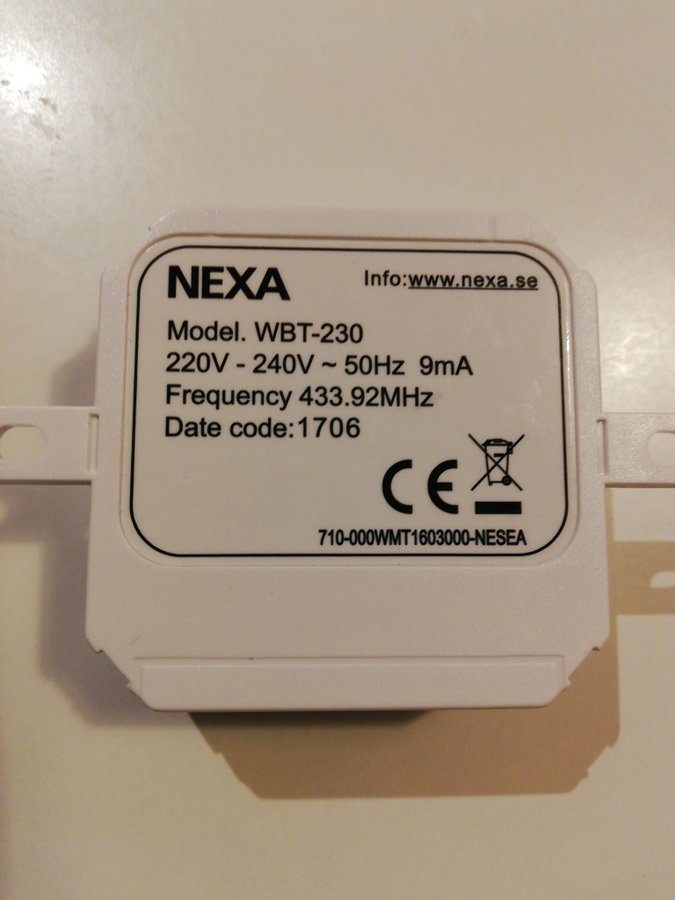 NEXA
Info:www.nexa.se
Model. WBT-230
220V - 240V ~ 50Hz 9mA
Frequency 433.92MHz
Date code:1706
CE
710-000WMT1603000-NESEA